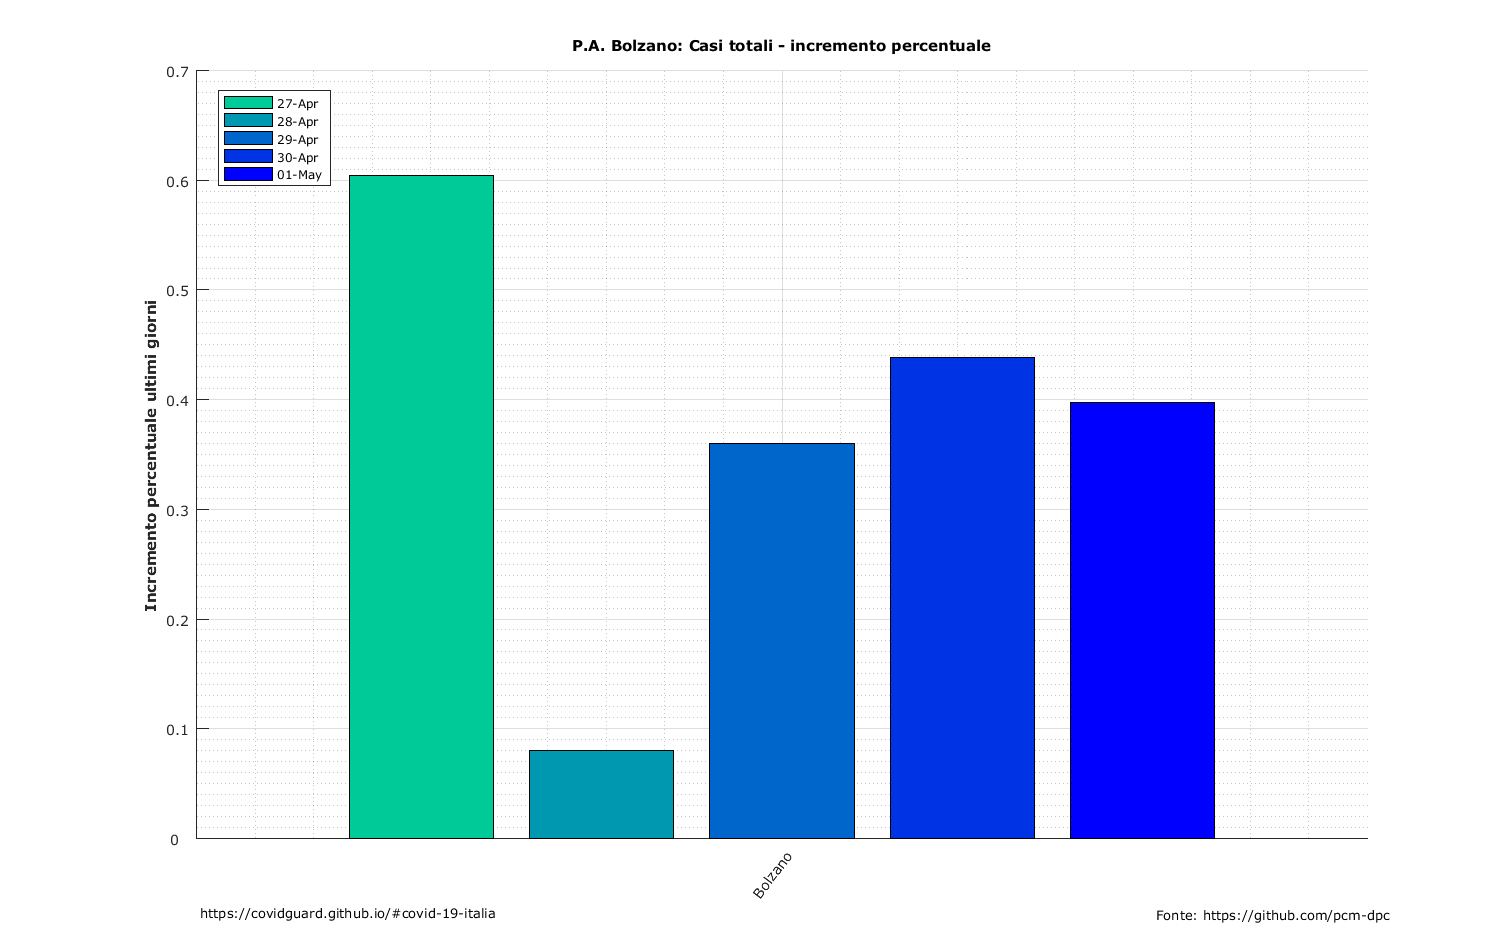 P.A. Bolzano: Casi totali - incremento percentuale
0.7
0.6
0.5
0.4
0.3
0.2
0.1
0
Incremento percentuale ultimi giorni
27-Apr
28-Apr
29-Apr
30-Apr
01-May
Bolzano
https://covidguard.github.io/#covid-19-italia
Fonte: https://github.com/pcm-dpc